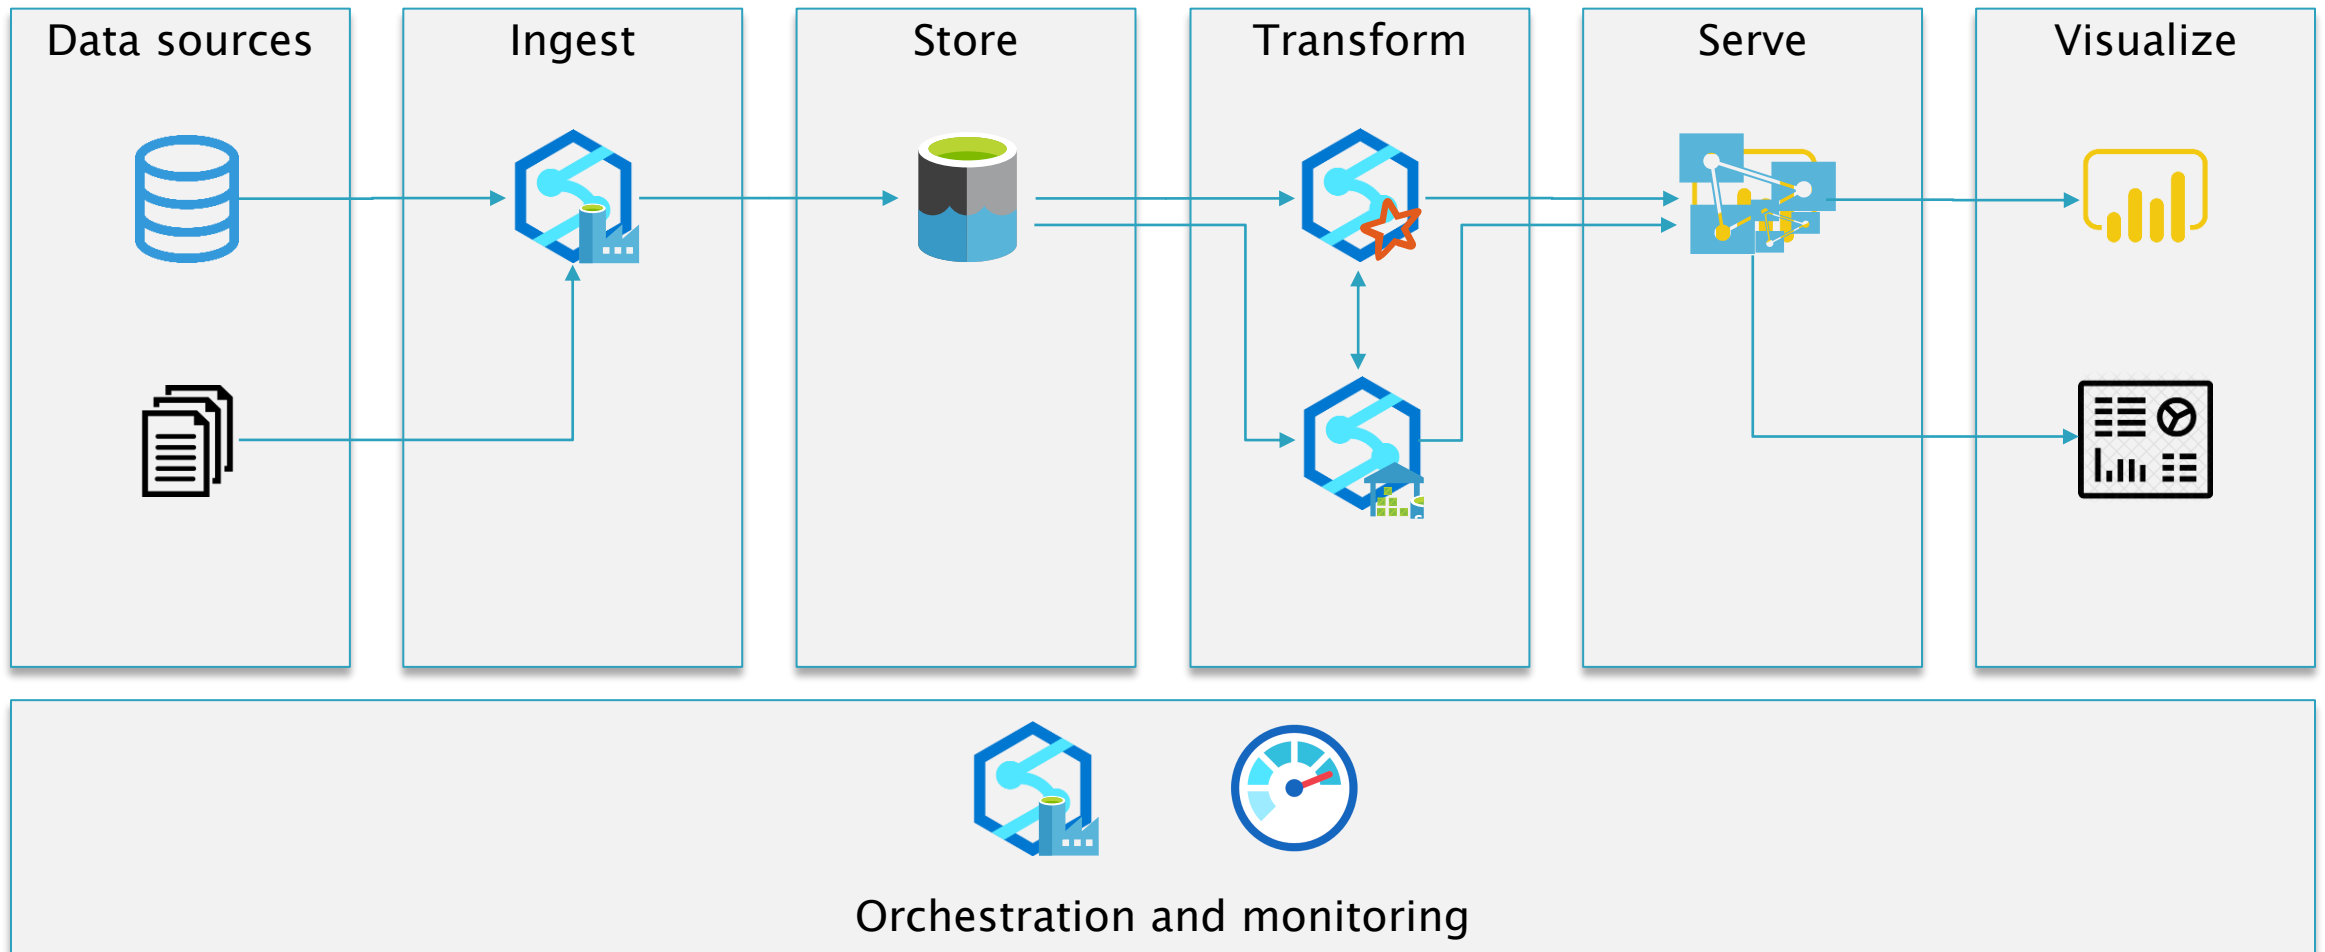 Data sources
Ingest
Store
Transform
Serve
Visualize
Orchestration and monitoring